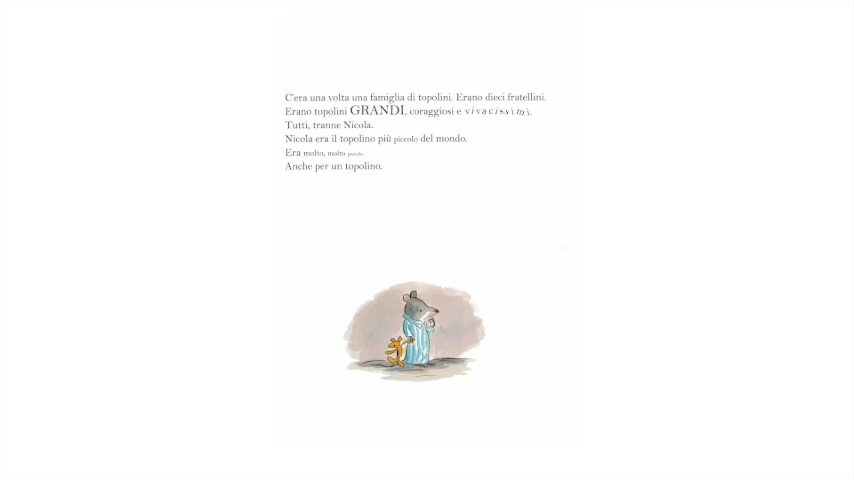 C'era una volta una famiglia di topolini. Erano dieci fratellini.
Erano topolini GRANDI, coraggiosi e vivacissimi.
Tutti, tranne Nicola.
Nicola era il topolino più piccolo del mondo.
Era molto, molto piccolo
Anche per un topolino.